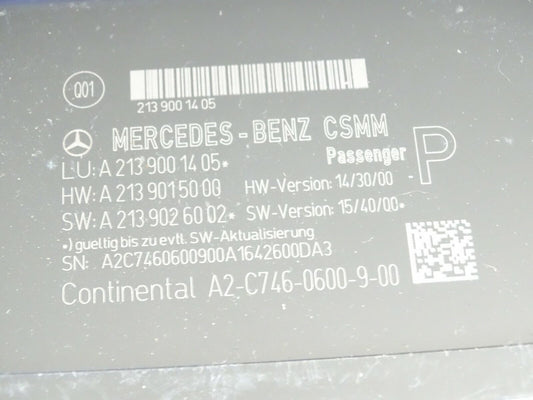 Q01
213 900 14 05
MERCEDES-BENZ CSMM
LU: A 213 900 14 05* Passenger P
HW: A 213 901 50 00 HW-Version: 14/30/00
SW: A 213 902 60 02* SW-Version: 15/40/00*
*) gueltig bis zu evtl. SW-Aktualisierung
SN: A2C7460600900A1642600DA3
Continental A2-C746-0600-9-00